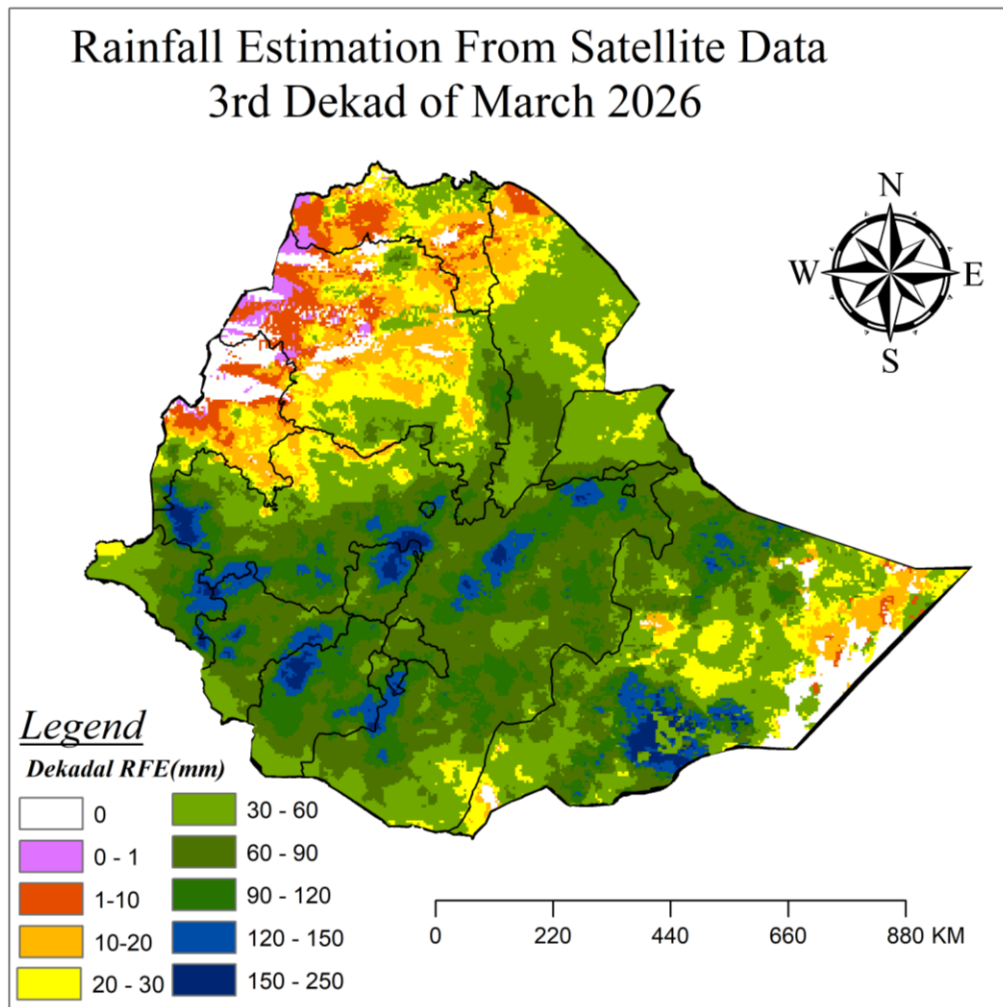 Rainfall Estimation From Satellite Data
3rd Dekad of March 2026
N
W
E
S
Legend
Dekadal RFE(mm)
0
0 - 1
1-10
10-20
20 - 30
30 - 60
60 - 90
90 - 120
120 - 150
150 - 250
0 220 440 660 880 KM